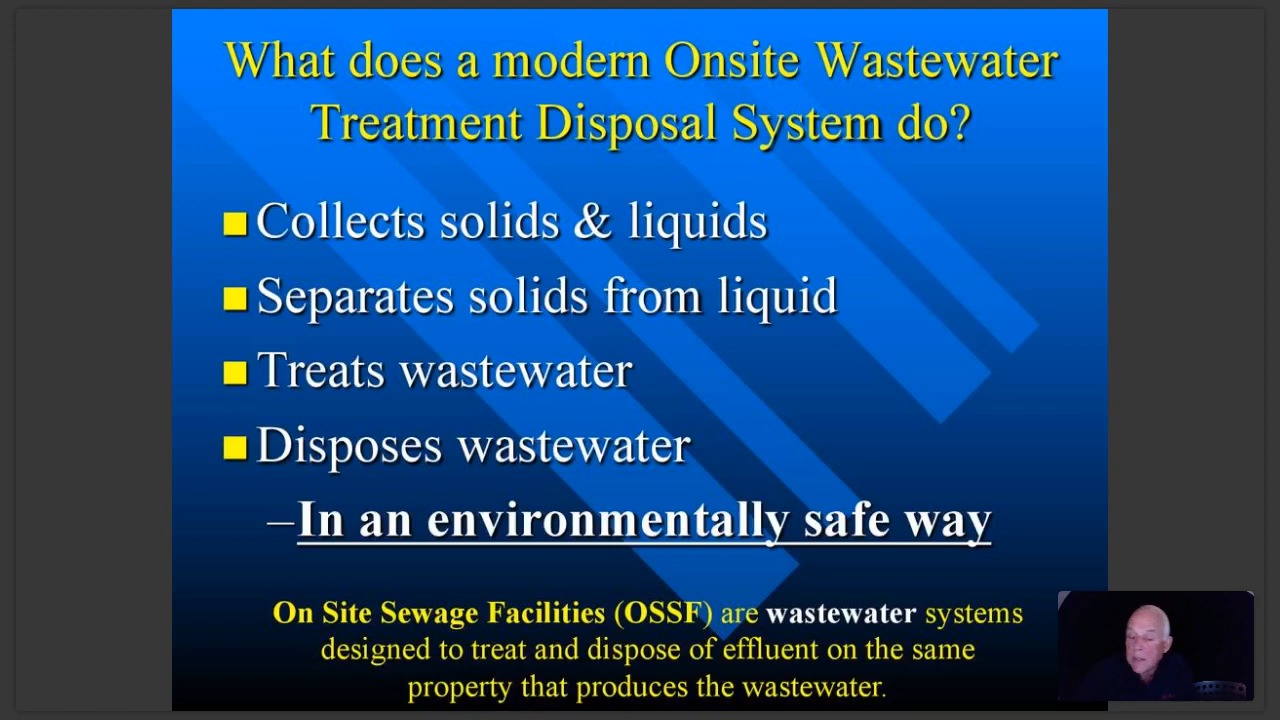 What does a modern Onsite Wastewater
Treatment Disposal System do?
Collects solids & liquids
Separates solids from liquid
Treats wastewater
Disposes wastewater
–In an environmentally safe way
On Site Sewage Facilities (OSSF) are wastewater systems
designed to treat and dispose of effluent on the same
property that produces the wastewater.